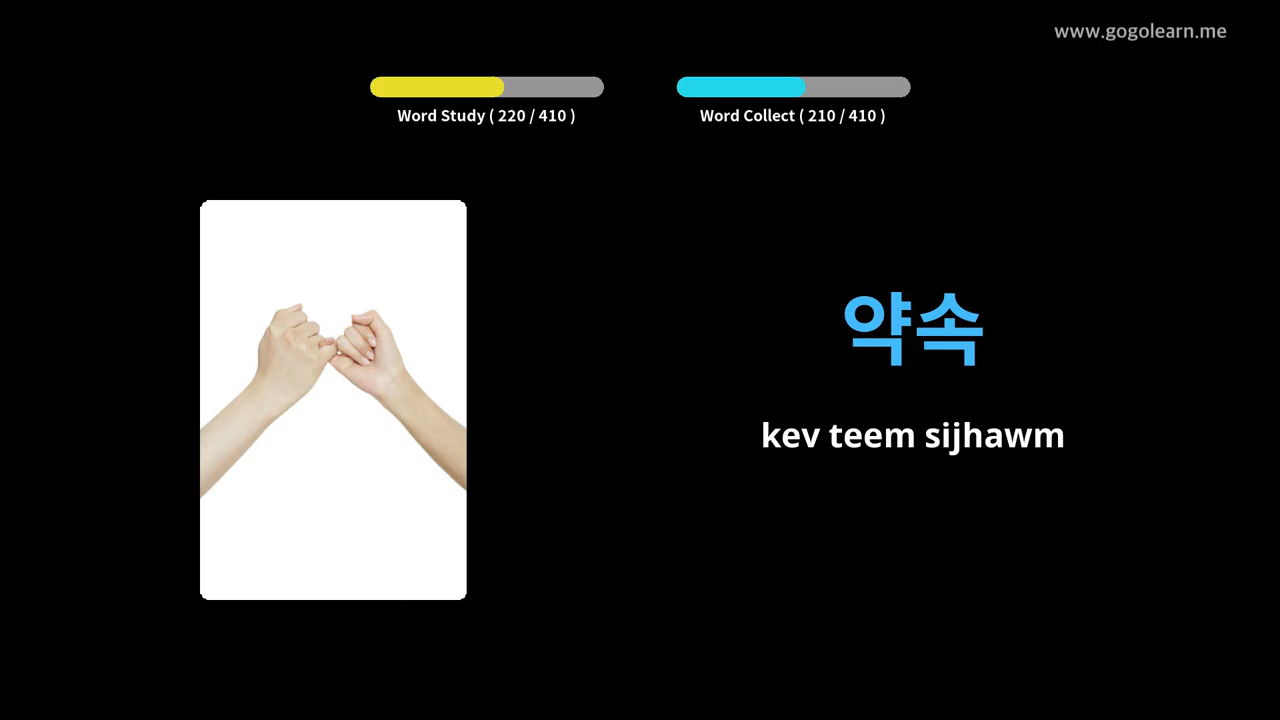 www.gogolearn.me
Word Study ( 220 / 410 )
Word Collect ( 210 / 410 )
약속
kev teem sijhawm